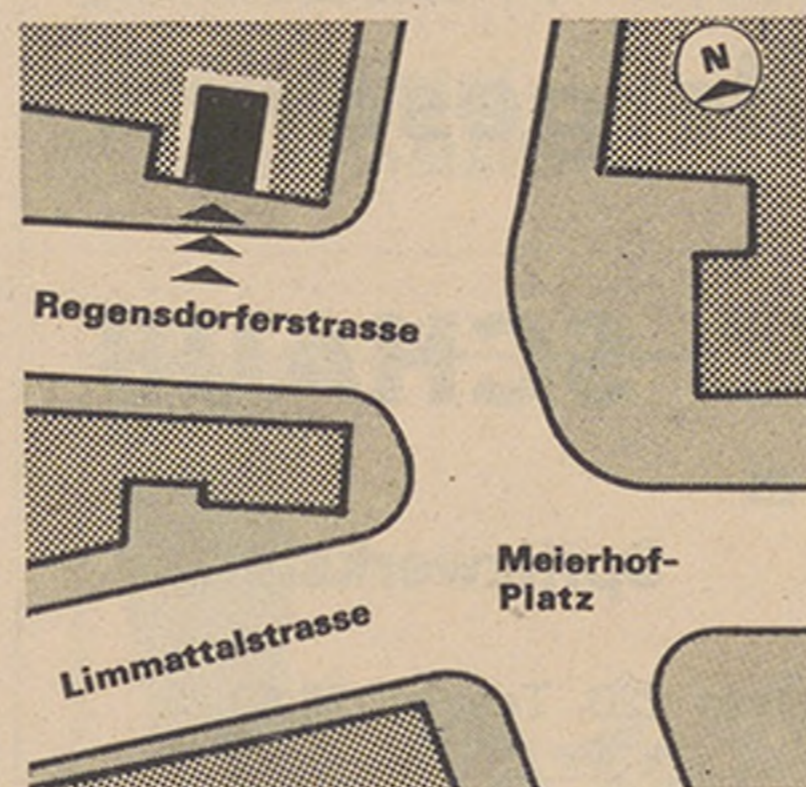 N
Regensdorferstrasse
Meierhof-
Platz
Limmattalstrasse